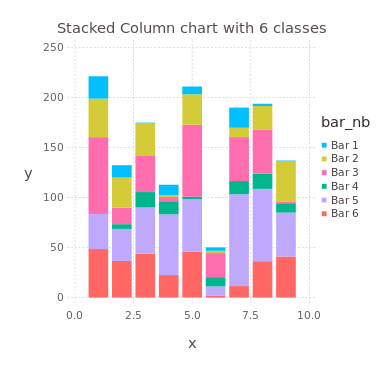 Stacked Column chart with 6 classes
250
200
150
100
50
0
y
0.0 2.5 5.0 7.5 10.0
x
bar_nb
Bar 1
Bar 2
Bar 3
Bar 4
Bar 5
Bar 6